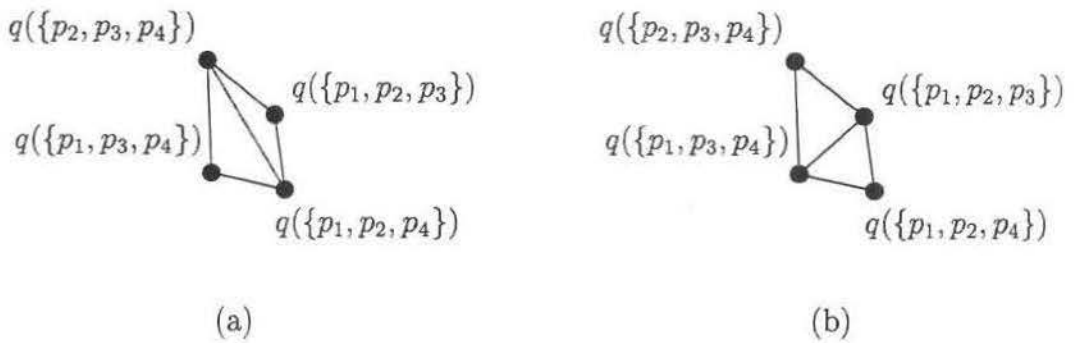 q({p₂, p₃, p₄})
q({p₁, p₂, p₃})
q({p₁, p₃, p₄})
q({p₁, p₂, p₄})
(a)
q({p₂, p₃, p₄})
q({p₁, p₂, p₃})
q({p₁, p₃, p₄})
q({p₁, p₂, p₄})
(b)